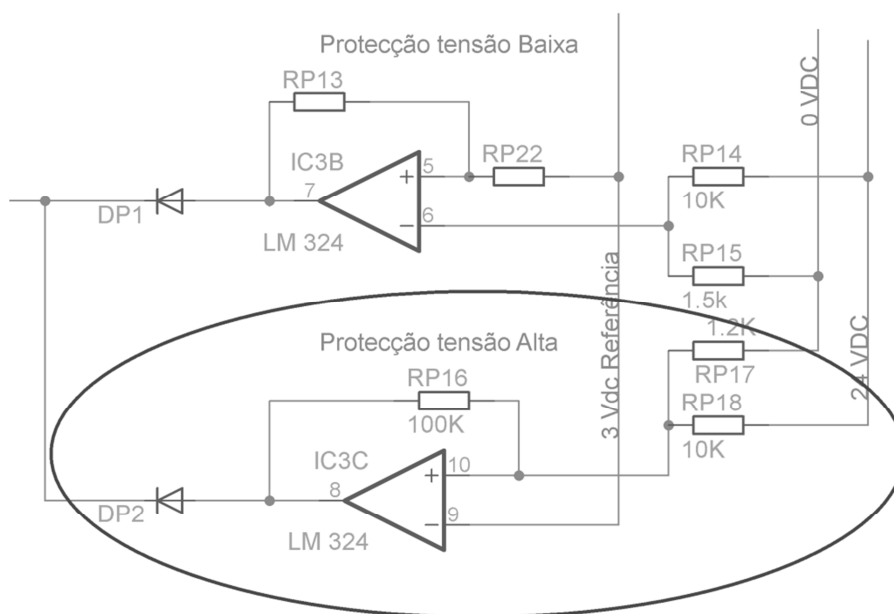 Protecção tensão Baixa
RP13
0 VDC
IC3B
5
RP22
RP14
+
7
10K
DP1
6
−
LM 324
RP15
1.5k
3 Vdc Referência
24 VDC
1.2K
Protecção tensão Alta
RP17
RP16
RP18
100K
10K
IC3C
10
+
8
9
−
DP2
LM 324